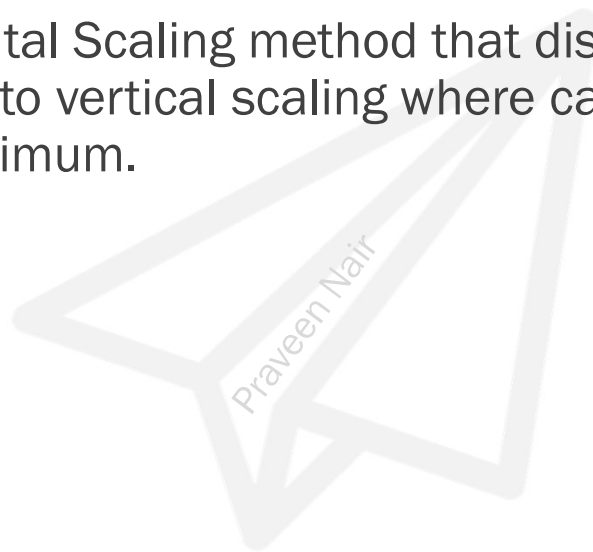 tal Scaling method that dis
to vertical scaling where ca
imum.
Praveen Nair